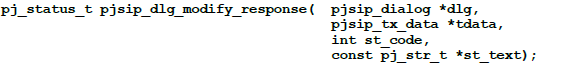 pj_status_t pjsip_dlg_modify_response( pjsip_dialog *dlg,
pjsip_tx_data *tdata,
int st_code,
const pj_str_t *st_text);